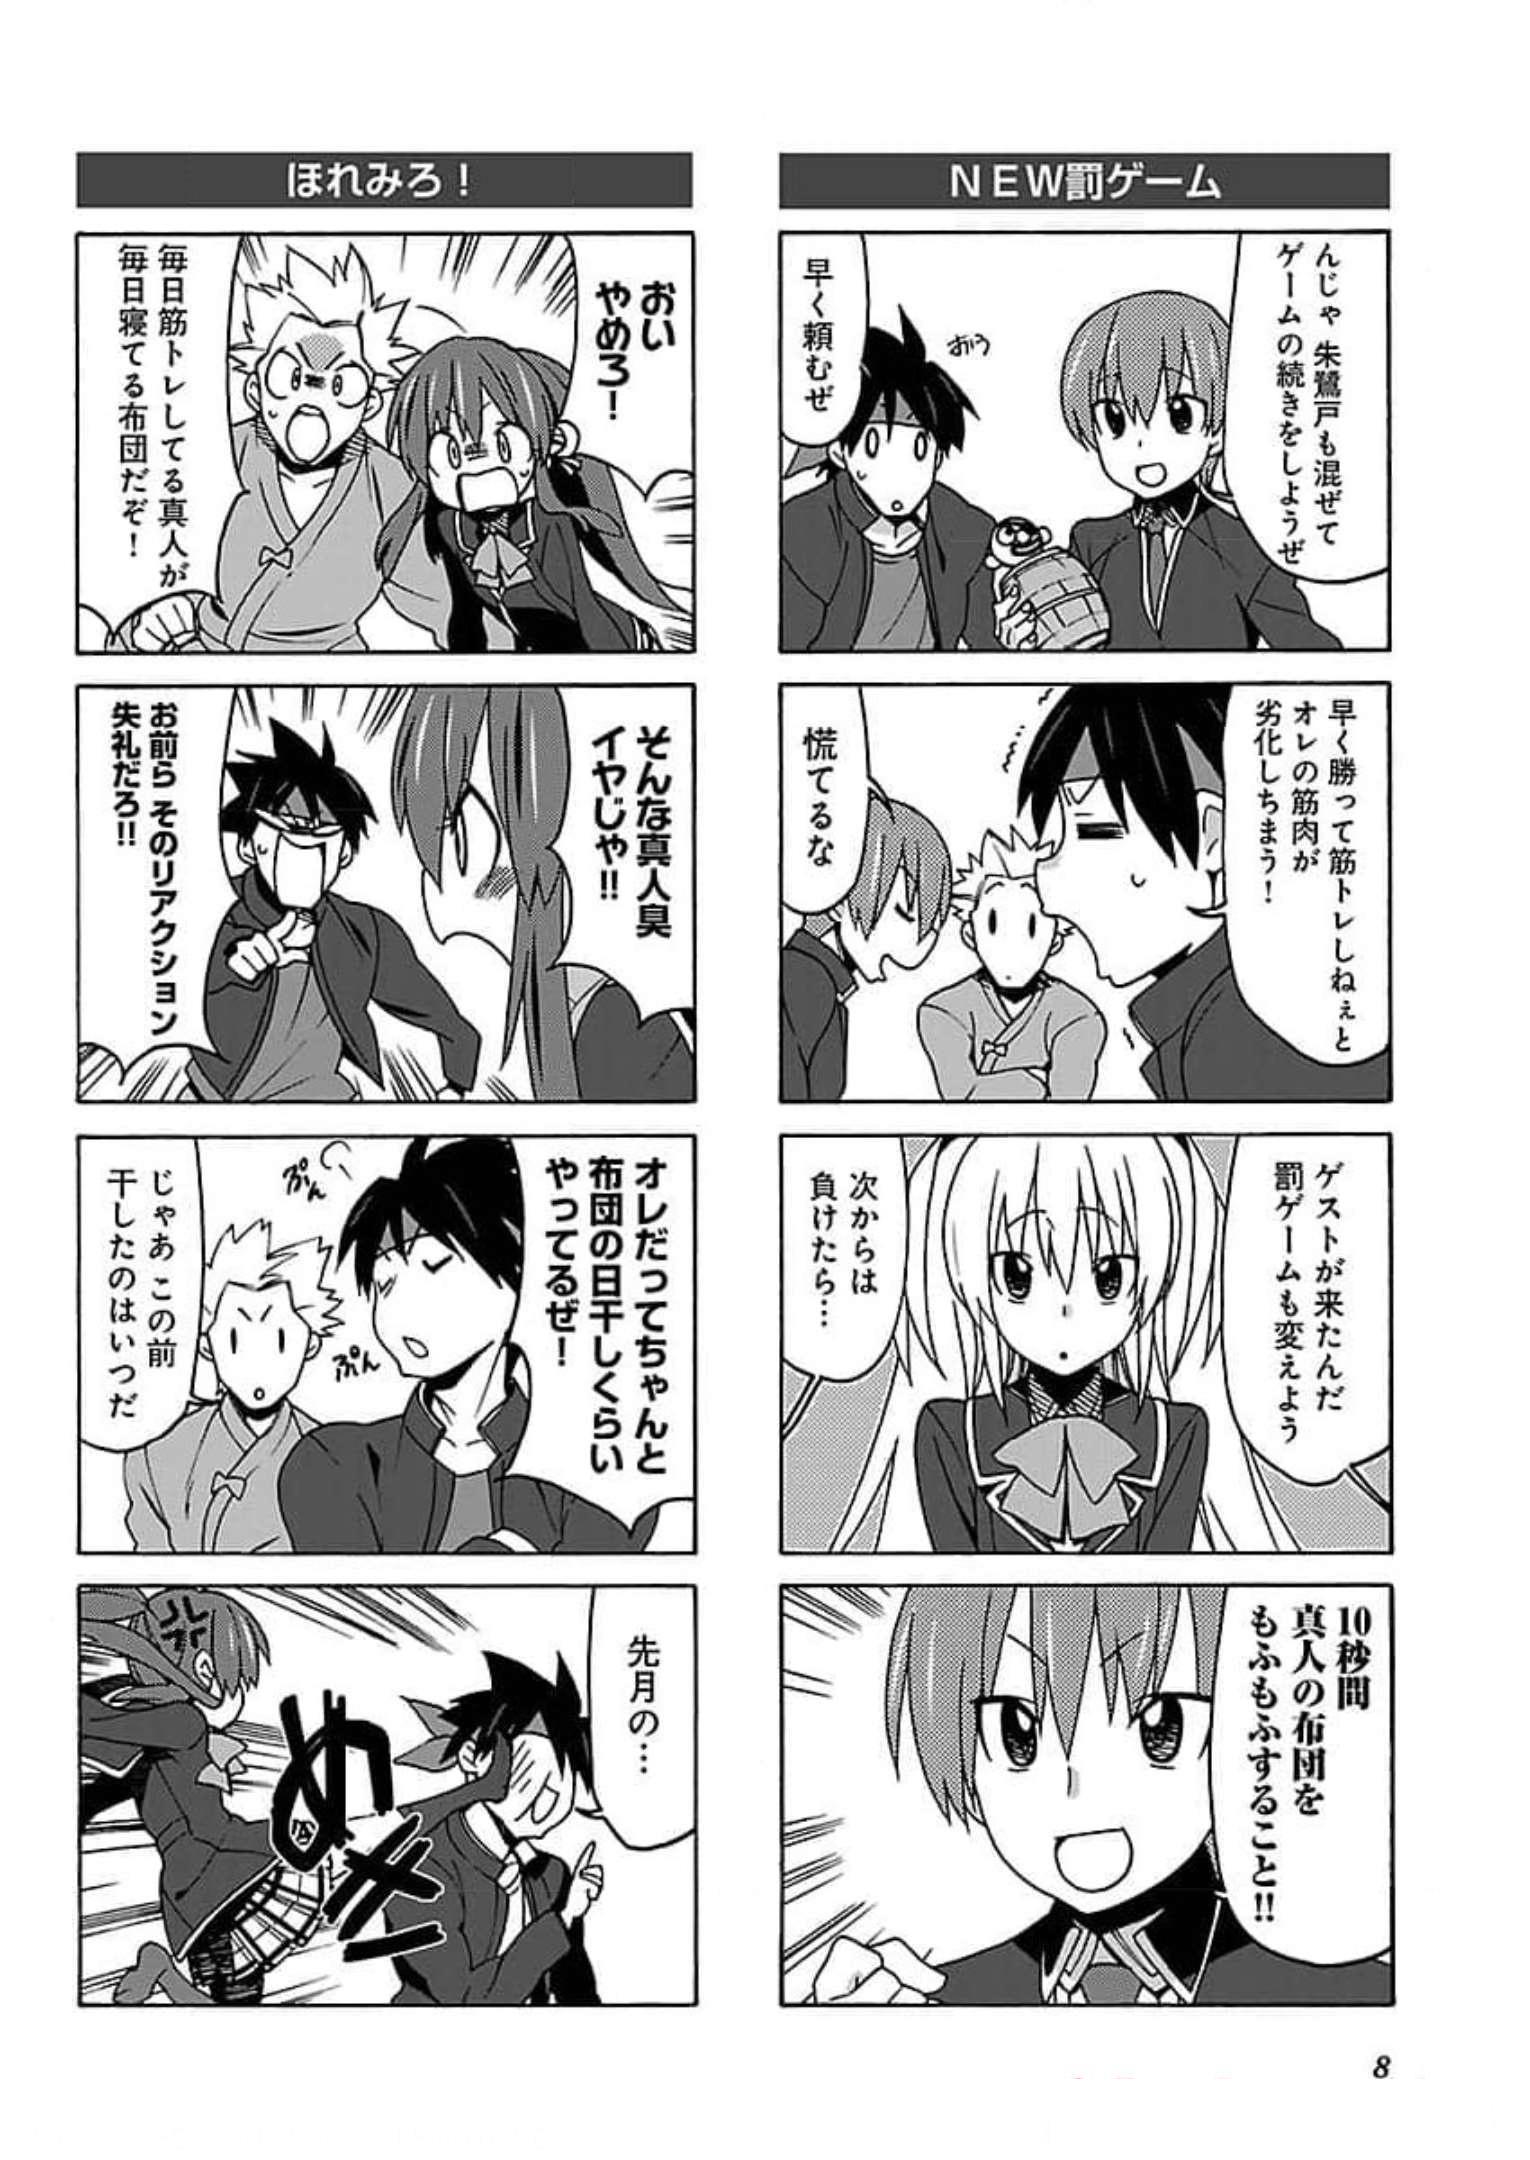 NEW罰ゲーム
んじゃ 朱鷺戸も混ぜて
ゲームの続きをしようぜ
おう
早く頼むぜ
早く勝って筋トレしねぇと
オレの筋肉が
劣化しちまう！
慌てるな
ゲストが来たんだ
罰ゲームも変えよう
次からは
負けたら…
10秒間
真人の布団を
もふもふすること!!
ほれみろ！
おい
やめろ！
毎日筋トレしてる真人が
毎日寝てる布団だぞ！
そんな真人臭
イヤじゃ!!
お前ら そのリアクション
失礼だろ!!
オレだってちゃんと
布団の日干しくらい
やってるぜ！
ぷん
ぷん
じゃあ この前
干したのはいつだ
先月の…
めきー
8